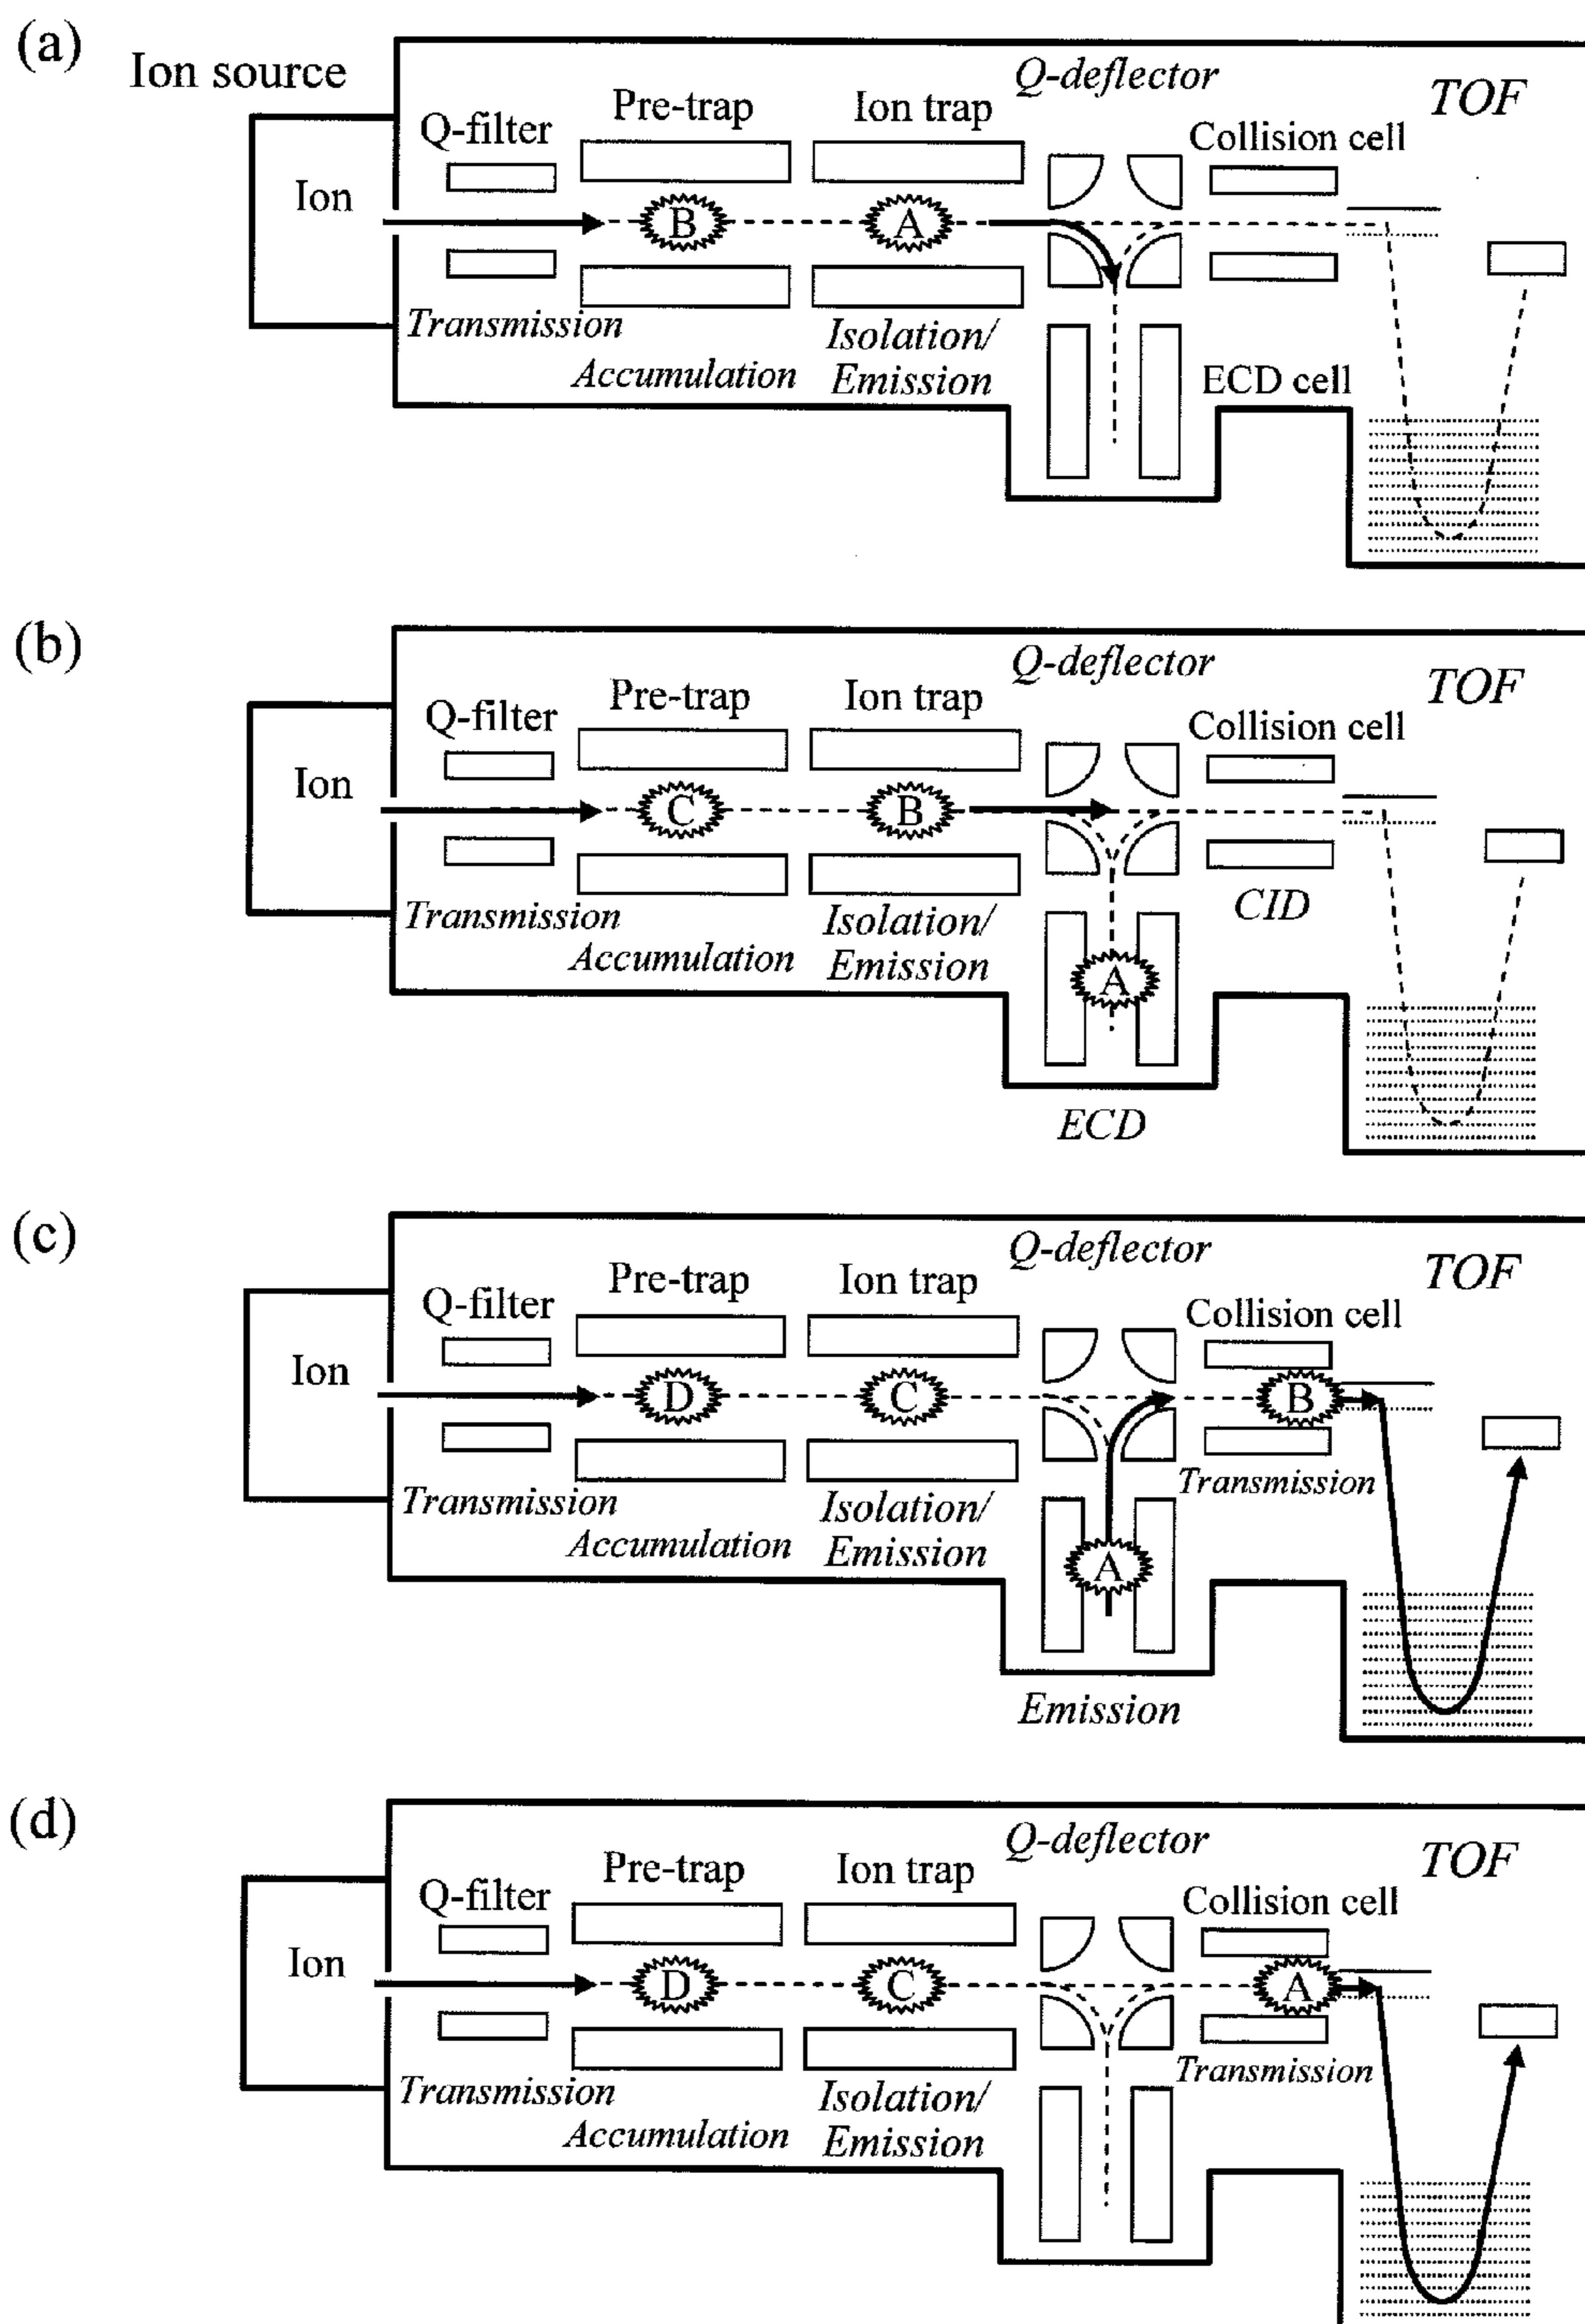 (a)
Ion source
Q-deflector
TOF
Q-filter
Pre-trap
Ion trap
Collision cell
Ion
B
A
Transmission
Accumulation
Isolation/
Emission
ECD cell
(b)
Q-deflector
TOF
Q-filter
Pre-trap
Ion trap
Collision cell
Ion
C
B
Transmission
Accumulation
Isolation/
Emission
CID
A
ECD
(c)
Q-deflector
TOF
Q-filter
Pre-trap
Ion trap
Collision cell
Ion
D
C
B
Transmission
Accumulation
Isolation/
Emission
Transmission
A
Emission
(d)
Q-deflector
TOF
Q-filter
Pre-trap
Ion trap
Collision cell
Ion
D
C
A
Transmission
Accumulation
Isolation/
Emission
Transmission